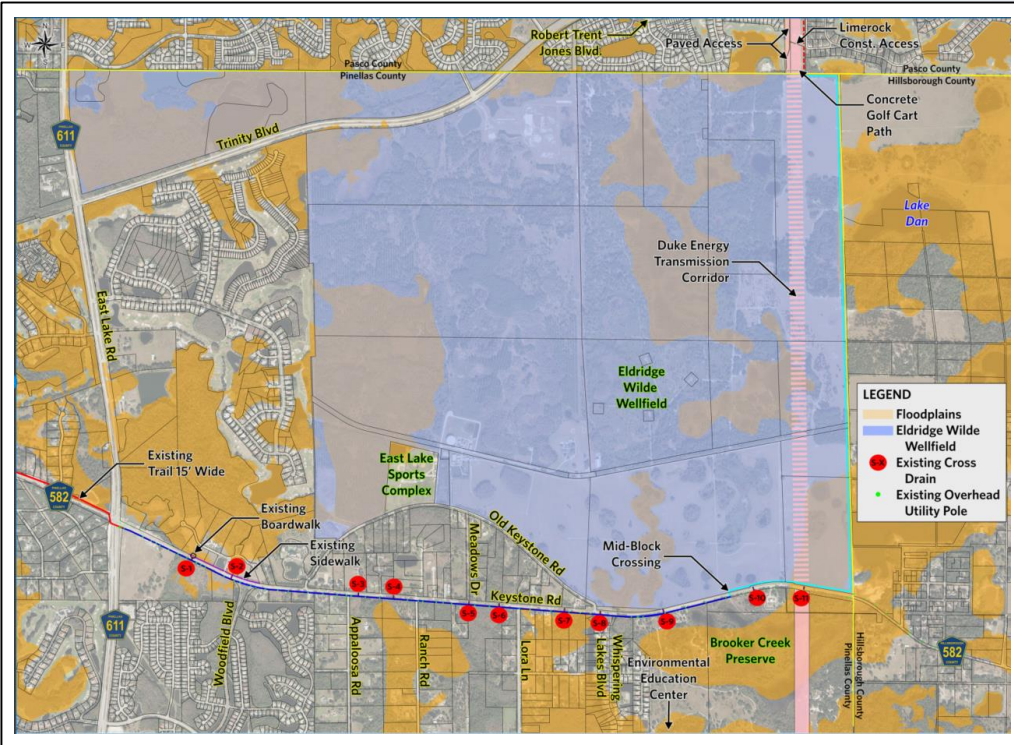 Robert Trent
Jones Blvd.
Paved Access
Limerock
Const. Access
Pasco County
Pinellas County
Pasco County
Hillsborough County
Concrete
Golf Cart
Path
611
Trinity Blvd
Lake
Dan
Duke Energy
Transmission
Corridor
East Lake Rd
Eldridge
Wilde
Wellfield
LEGEND
Floodplains
Eldridge Wilde
Wellfield
S-X
Existing Cross
Drain
Existing Overhead
Utility Pole
Existing
Trail 15' Wide
582
East Lake
Sports
Complex
Existing
Boardwalk
Existing
Sidewalk
Old Keystone Rd
Meadows Dr
Mid-Block
Crossing
S-1
S-2
S-3
S-4
S-5
S-6
Keystone Rd
S-7
S-8
S-9
S-10
S-11
611
Woodfield Blvd
Appaloosa Rd
Ranch Rd
Lora Ln
Whispering
Lakes Blvd
Brooker Creek
Preserve
Environmental
Education
Center
Hillsborough County
Pinellas County
582